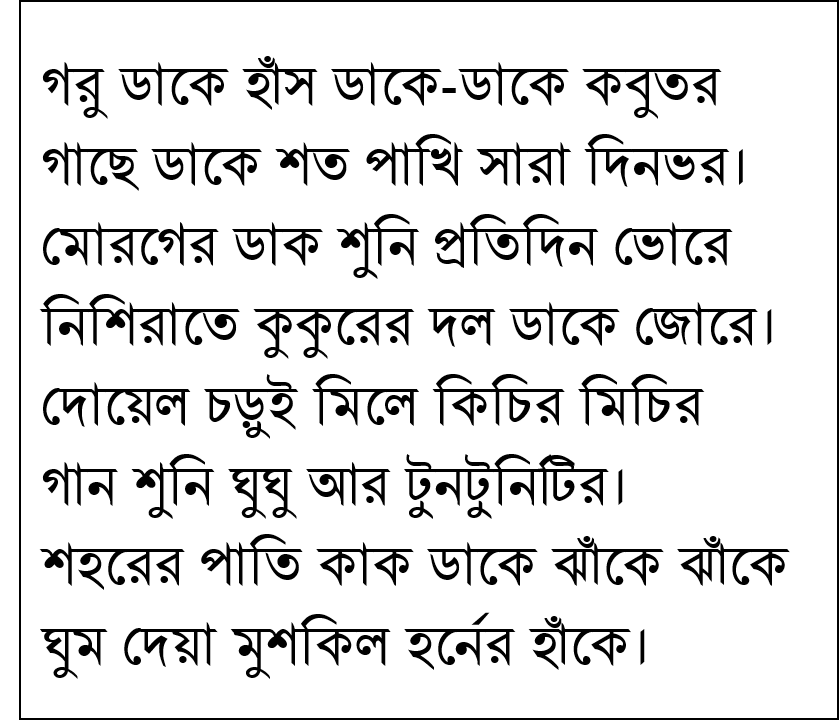 গরু ডাকে হাঁস ডাকে-ডাকে কবুতর
গাছে ডাকে শত পাখি সারা দিনভর।
মোরগের ডাক শুনি প্রতিদিন ভোরে
নিশিরাতে কুকুরের দল ডাকে জোরে।
দোয়েল চড়ুই মিলে কিচির মিচির
গান শুনি ঘুঘু আর টুনটুনিটির।
শহরের পাতি কাক ডাকে ঝাঁকে ঝাঁকে
ঘুম দেয়া মুশকিল হর্নের হাঁকে।